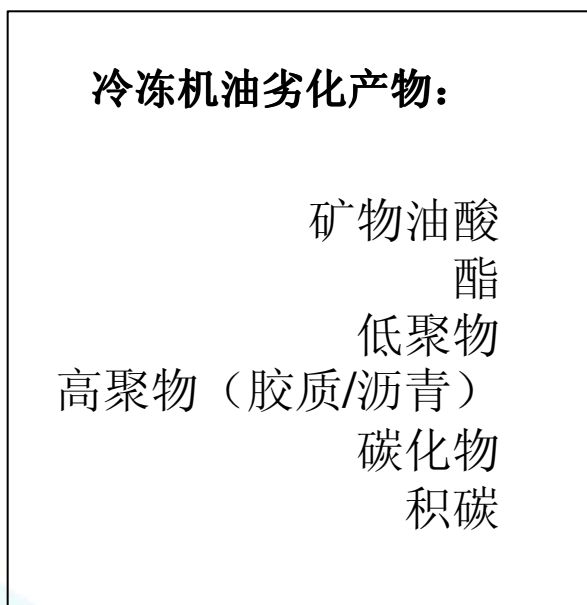 冷冻机油劣化产物：
矿物油酸
酯
低聚物
高聚物（胶质/沥青）
碳化物
积碳